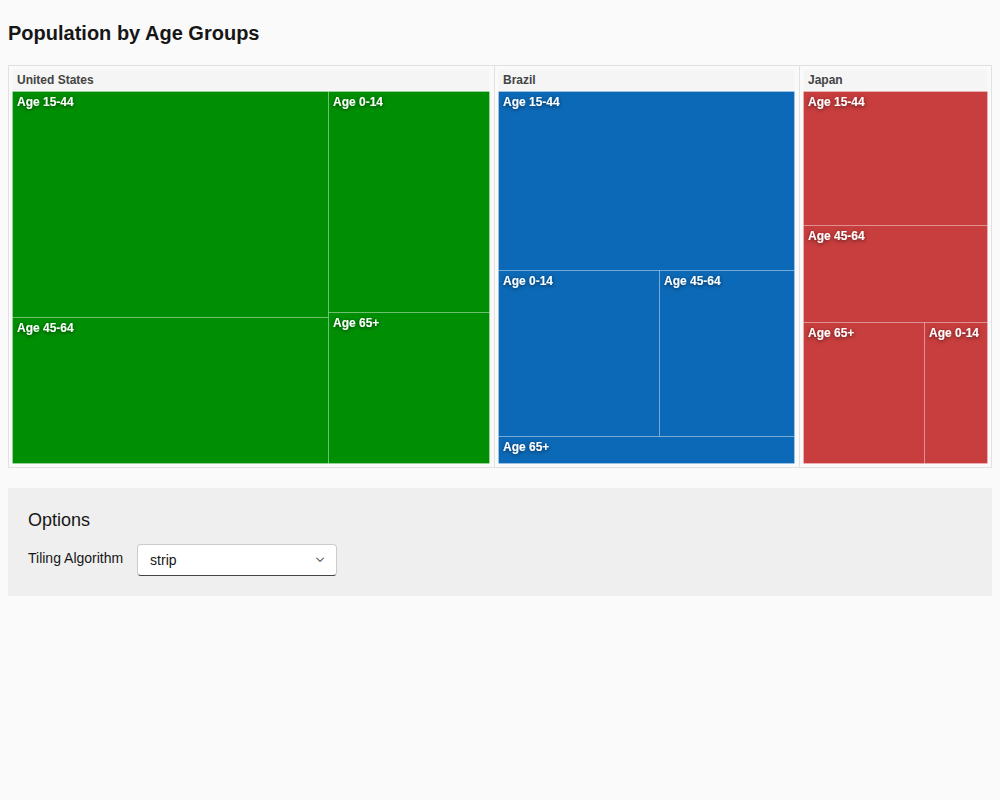 Population by Age Groups
United States
Age 15-44
Age 0-14
Age 45-64
Age 65+
Brazil
Age 15-44
Age 0-14
Age 45-64
Age 65+
Japan
Age 15-44
Age 45-64
Age 65+
Age 0-14
Options
Tiling Algorithm
strip